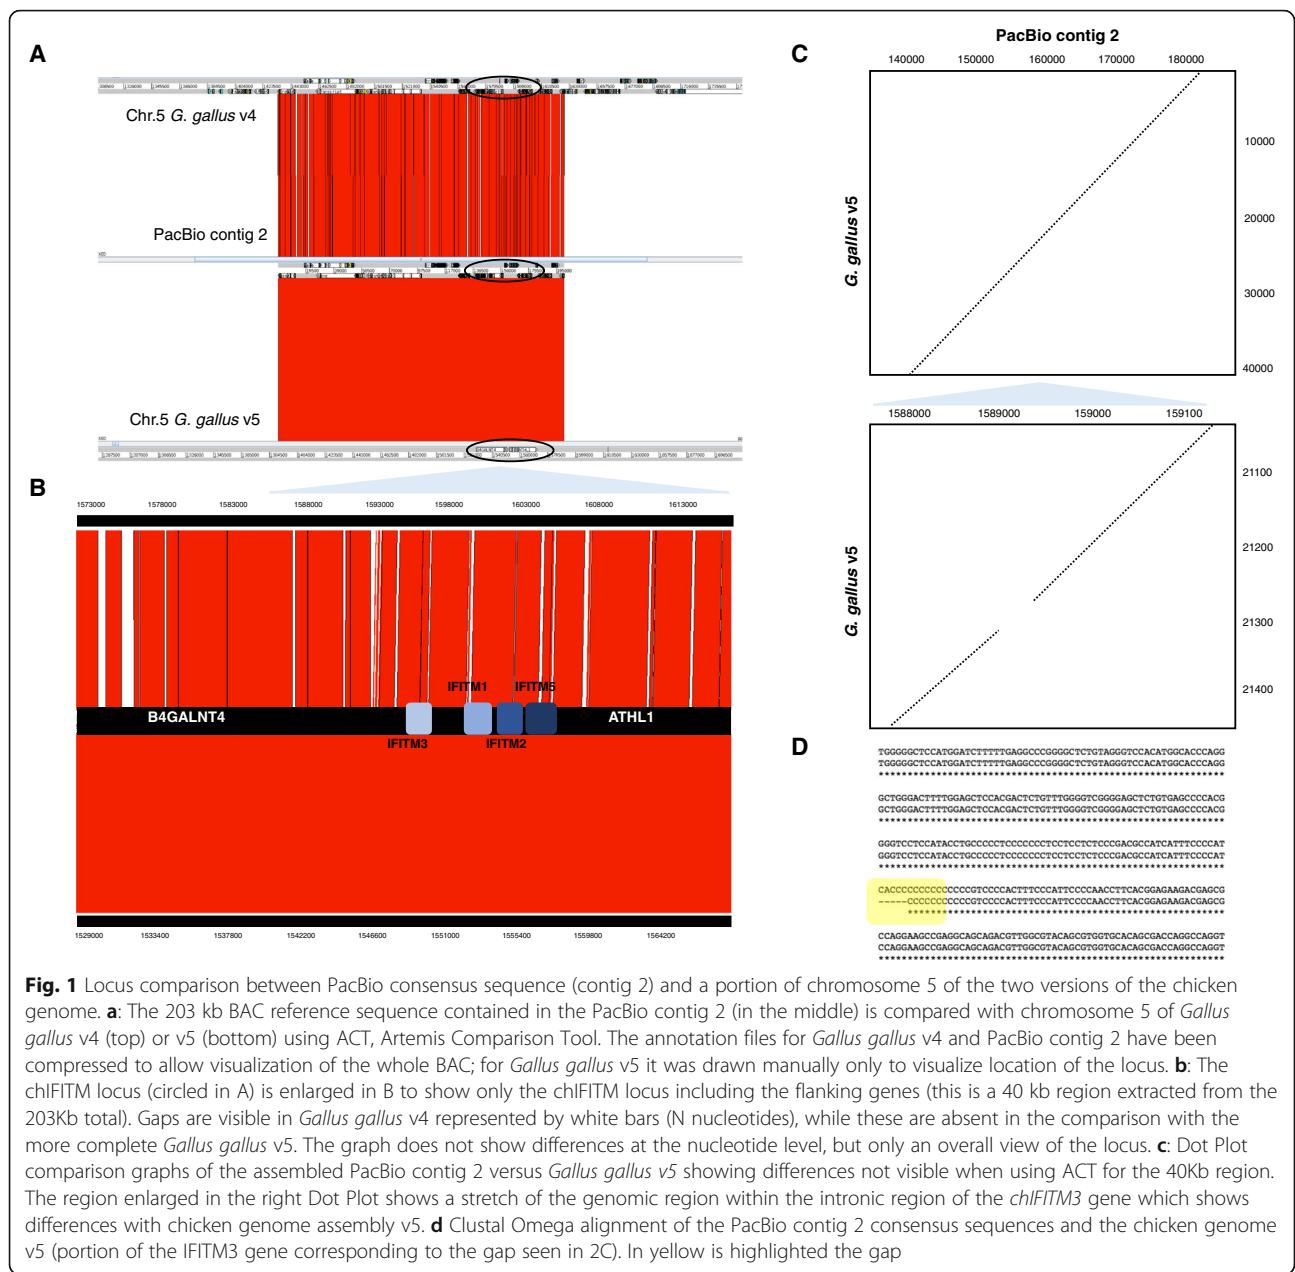 A
Chr.5 G. gallus v4
PacBio contig 2
Chr.5 G. gallus v5
B
1573000 1578000 1583000 1588000 1593000 1598000 1603000 1608000 1613000
IFITM1 IFITM5
B4GALNT4 ATHL1
IFITM3 IFITM2
1529000 1533400 1537800 1542200 1546600 1551000 1555400 1559800 1564200
C
PacBio contig 2
140000 150000 160000 170000 180000
G. gallus v5
10000
20000
30000
40000
1588000 1589000 159000 159100
G. gallus v5
21100
21200
21300
21400
D
TGGGGGCTCCATGGATCTTTTTGAGGCCCGGGGCTCTGTAGGGTCCACATGGCACCCAGG
TGGGGGCTCCATGGATCTTTTTGAGGCCCGGGGCTCTGTAGGGTCCACATGGCACCCAGG
************************************************************
GCTGGGACTTTTGGAGCTCCACGACTCTGTTTGGGGTCGGGGAGCTCTGTGAGCCCCACG
GCTGGGACTTTTGGAGCTCCACGACTCTGTTTGGGGTCGGGGAGCTCTGTGAGCCCCACG
************************************************************
GGGTCCTCCATACCTGCCCCCTCCCCCCCTCCTCCTCTCCCGACGCCATCATTTCCCCAT
GGGTCCTCCATACCTGCCCCCTCCCCCCCTCCTCCTCTCCCGACGCCATCATTTCCCCAT
************************************************************
CACCCCCCCCCCCCCCGTCCCCACTTTCCCATTCCCCAACCTTCACGGAGAAGACGAGCG
-----CCCCCCCCCCCGTCCCCACTTTCCCATTCCCCAACCTTCACGGAGAAGACGAGCG
*******************************************************
CCAGGAAGCCGAGGCAGCAGACGTTGGCGTACAGCGTGGTGCACAGCGACCAGGCCAGGT
CCAGGAAGCCGAGGCAGCAGACGTTGGCGTACAGCGTGGTGCACAGCGACCAGGCCAGGT
************************************************************
Fig. 1 Locus comparison between PacBio consensus sequence (contig 2) and a portion of chromosome 5 of the two versions of the chicken
genome. a: The 203 kb BAC reference sequence contained in the PacBio contig 2 (in the middle) is compared with chromosome 5 of Gallus
gallus v4 (top) or v5 (bottom) using ACT, Artemis Comparison Tool. The annotation files for Gallus gallus v4 and PacBio contig 2 have been
compressed to allow visualization of the whole BAC; for Gallus gallus v5 it was drawn manually only to visualize location of the locus. b: The
chIFITM locus (circled in A) is enlarged in B to show only the chIFITM locus including the flanking genes (this is a 40 kb region extracted from the
203Kb total). Gaps are visible in Gallus gallus v4 represented by white bars (N nucleotides), while these are absent in the comparison with the
more complete Gallus gallus v5. The graph does not show differences at the nucleotide level, but only an overall view of the locus. c: Dot Plot
comparison graphs of the assembled PacBio contig 2 versus Gallus gallus v5 showing differences not visible when using ACT for the 40Kb region.
The region enlarged in the right Dot Plot shows a stretch of the genomic region within the intronic region of the chIFITM3 gene which shows
differences with chicken genome assembly v5. d Clustal Omega alignment of the PacBio contig 2 consensus sequences and the chicken genome
v5 (portion of the IFITM3 gene corresponding to the gap seen in 2C). In yellow is highlighted the gap